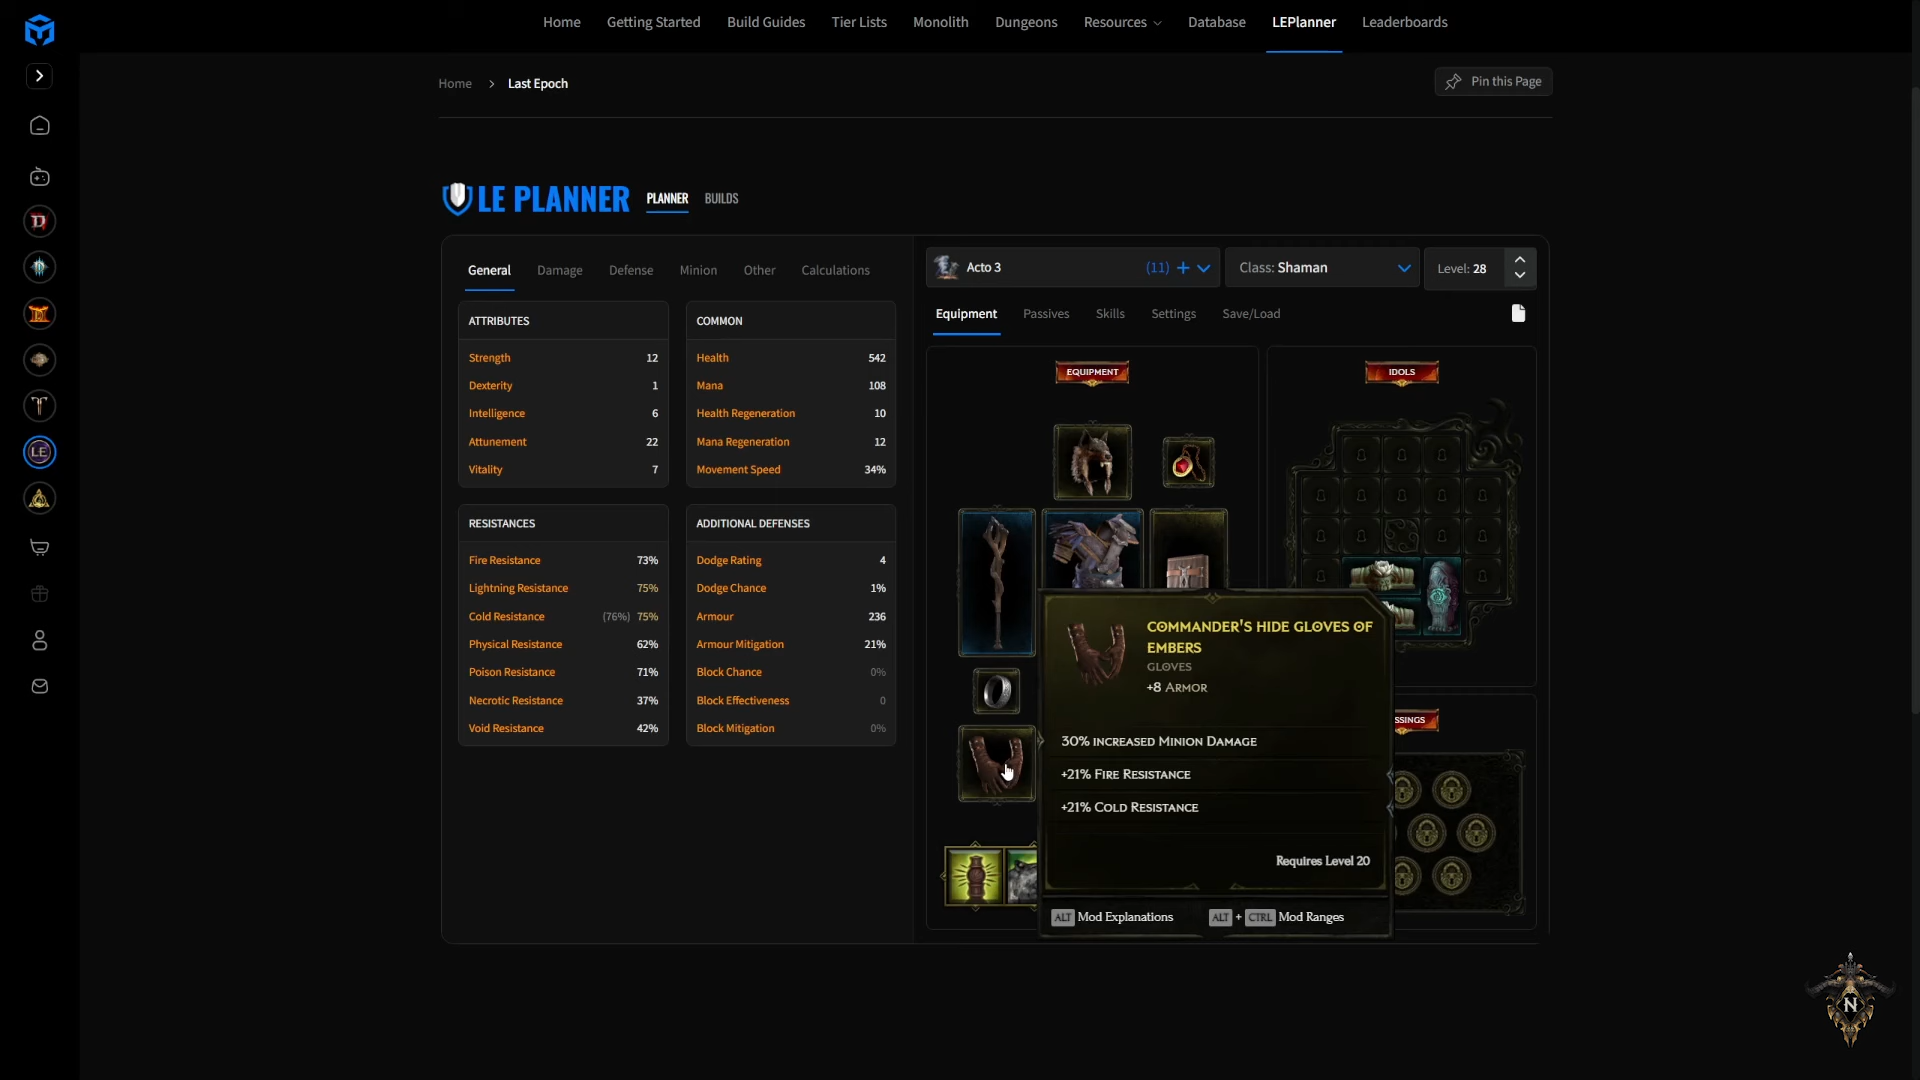 Home
Getting Started
Build Guides
Tier Lists
Monolith
Dungeons
Resources
Database
LEPlanner
Leaderboards
Home > Last Epoch
Pin this Page
LE PLANNER
PLANNER
BUILDS
General
Damage
Defense
Minion
Other
Calculations
ATTRIBUTES
Strength 12
Dexterity 1
Intelligence 6
Attunement 22
Vitality 7
COMMON
Health 542
Mana 108
Health Regeneration 10
Mana Regeneration 12
Movement Speed 34%
RESISTANCES
Fire Resistance 73%
Lightning Resistance 75%
Cold Resistance (76%) 75%
Physical Resistance 62%
Poison Resistance 71%
Necrotic Resistance 37%
Void Resistance 42%
ADDITIONAL DEFENSES
Dodge Rating 4
Dodge Chance 1%
Armour 236
Armour Mitigation 21%
Block Chance 0%
Block Effectiveness 0
Block Mitigation 0%
Acto 3 (11)
Class: Shaman
Level: 28
Equipment
Passives
Skills
Settings
Save/Load
EQUIPMENT
IDOLS
COMMANDER'S HIDE GLOVES OF
EMBERS
GLOVES
+8 ARMOR
30% INCREASED MINION DAMAGE
+21% FIRE RESISTANCE
+21% COLD RESISTANCE
Requires Level 20
ALT Mod Explanations
ALT + CTRL Mod Ranges
SSINGS
LE
N